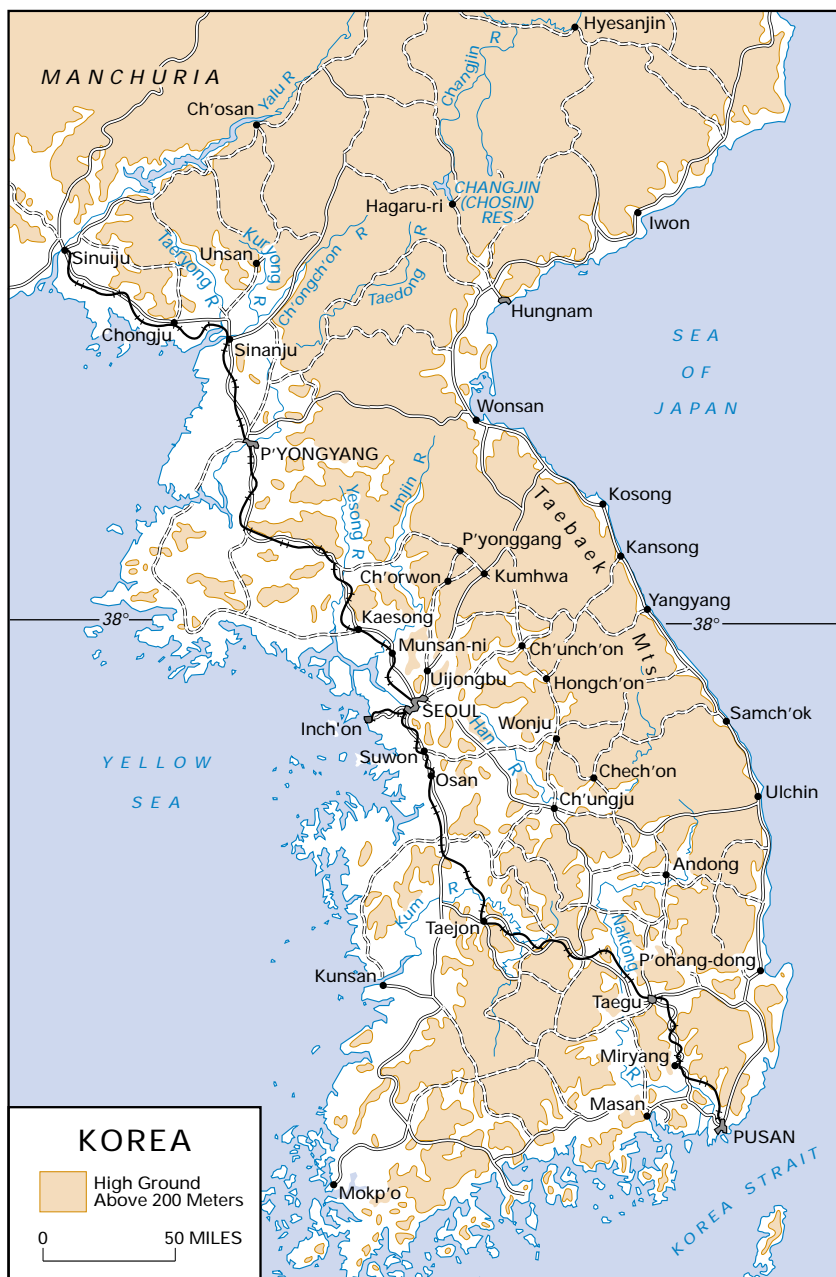 Hyesanjin
MANCHURIA
Changjin R
Yalu R
Ch'osan
CHANGJIN
(CHOSIN)
RES
Hagaru-ri
Iwon
Sinuiju
Taeryong R
Unsan
Kuryong R
Ch'ongch'on R
Taedong R
Hungnam
Chongju
Sinanju
SEA
OF
JAPAN
Wonsan
P'YONGYANG
Yesong R
Imjin R
Taebaek Mts
Kosong
P'yonggang
Kansong
Ch'orwon
Kumhwa
Yangyang
38°
38°
Kaesong
Munsan-ni
Ch'unch'on
Uijongbu
Hongch'on
SEOUL
Inch'on
Han R
Wonju
Samch'ok
YELLOW
SEA
Suwon
Osan
Chech'on
Ulchin
Ch'ungju
Andong
Kum R
Taejon
Naktong R
P'ohang-dong
Kunsan
Taegu
Miryang
Masan
PUSAN
Mokp'o
KOREA STRAIT
KOREA
High Ground
Above 200 Meters
0 50 MILES